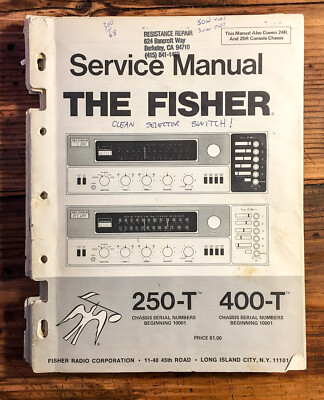 RESISTANCE REPAIR
624 Bancroft Way
Berkeley, CA 94710
This Manual Also Covers 24R,
And 25R Console Chassis
Service Manual
THE FISHER
CLEAN SELECTOR SWITCH!
250-T™ 400-T™
CHASSIS SERIAL NUMBERS BEGINNING 10001
CHASSIS SERIAL NUMBERS BEGINNING 10001
PRICE $1.00
FISHER RADIO CORPORATION • 11-40 45th ROAD • LONG ISLAND CITY, N.Y. 11101